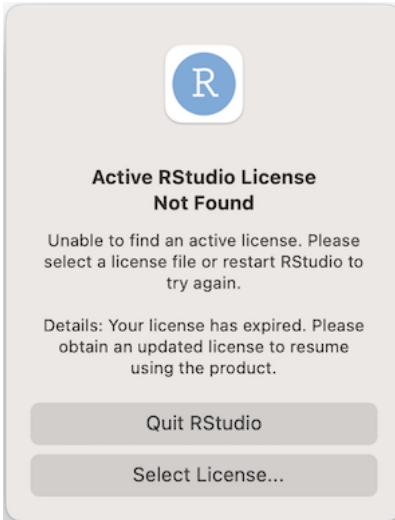 R
Active RStudio License
Not Found
Unable to find an active license. Please
select a license file or restart RStudio to
try again.
Details: Your license has expired. Please
obtain an updated license to resume
using the product.
Quit RStudio
Select License...